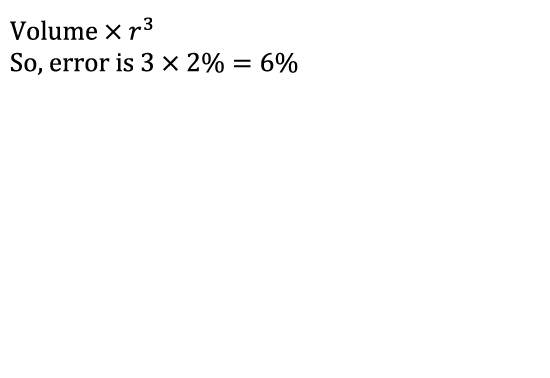 Volume × r³
So, error is 3 × 2% = 6%